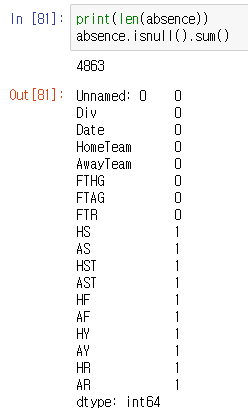 In [81]: print(len(absence))
absence.isnull().sum()
4863
Out[81]: Unnamed: 0 0
Div 0
Date 0
HomeTeam 0
AwayTeam 0
FTHG 0
FTAG 0
FTR 0
HS 1
AS 1
HST 1
AST 1
HF 1
AF 1
HY 1
AY 1
HR 1
AR 1
dtype: int64